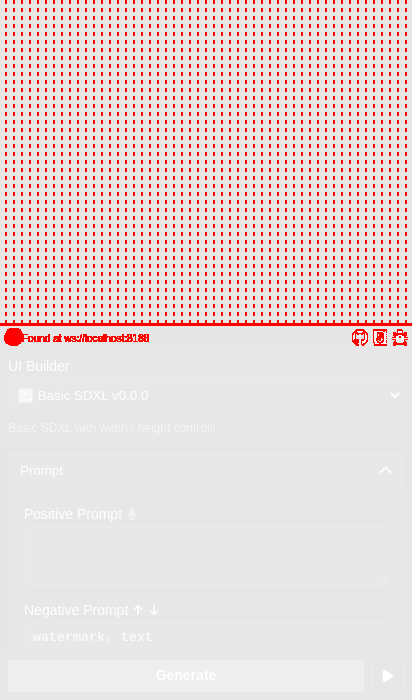 Found at ws://localhost:8188
UI Builder
Basic SDXL v0.0.0
Basic SDXL with width / height controls
Prompt
Positive Prompt
Negative Prompt
watermark, text
Generate